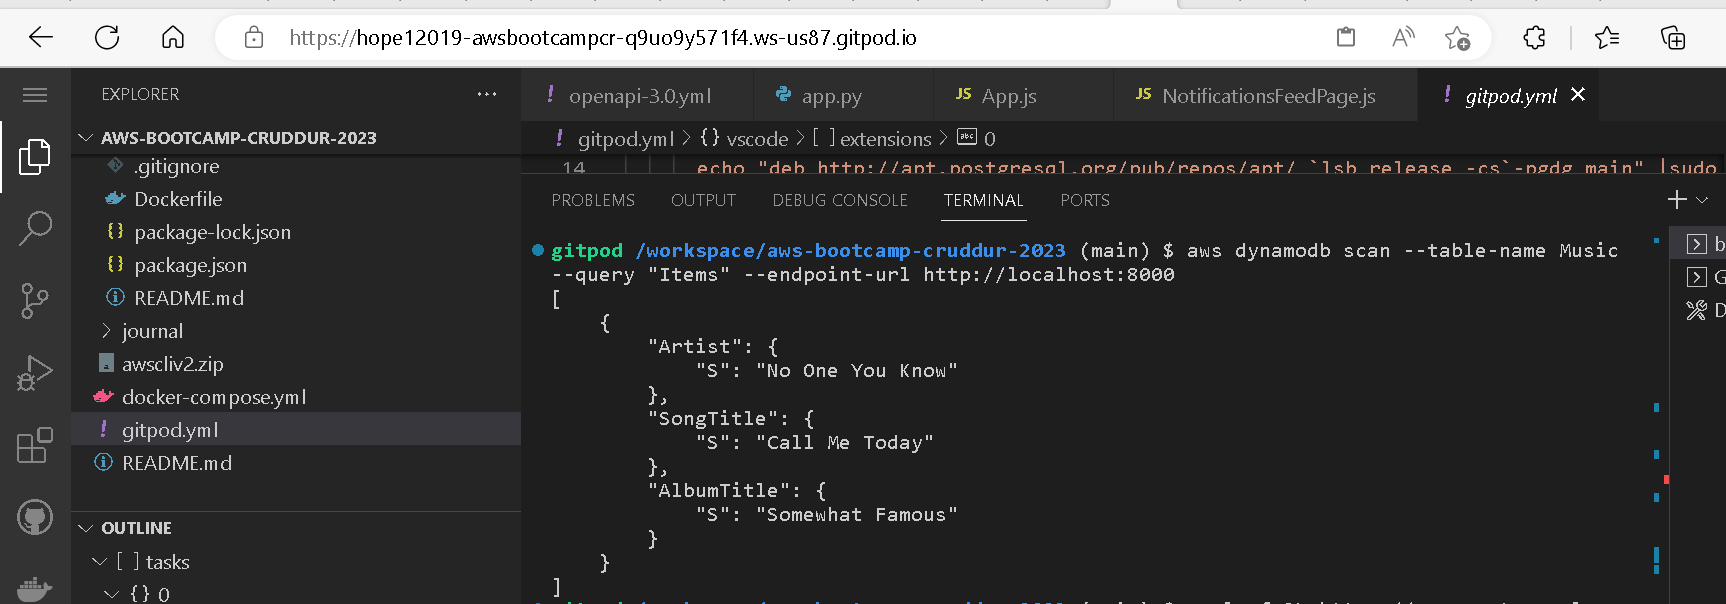 https://hope12019-awsbootcampcr-q9uo9y571f4.ws-us87.gitpod.io
EXPLORER
openapi-3.0.yml
app.py
JS App.js
JS NotificationsFeedPage.js
gitpod.yml
AWS-BOOTCAMP-CRUDDUR-2023
.gitignore
Dockerfile
package-lock.json
package.json
README.md
journal
awscliv2.zip
docker-compose.yml
gitpod.yml
README.md
OUTLINE
[ ] tasks
{} 0
gitpod.yml > {} vscode > [ ] extensions > abc 0
14 echo "deb http://apt.postgresql.org/pub/repos/apt/ `lsb_release -cs`-pgdg main" |sudo
PROBLEMS OUTPUT DEBUG CONSOLE TERMINAL PORTS
gitpod /workspace/aws-bootcamp-cruddur-2023 (main) $ aws dynamodb scan --table-name Music
--query "Items" --endpoint-url http://localhost:8000
[
{
"Artist": {
"S": "No One You Know"
},
"SongTitle": {
"S": "Call Me Today"
},
"AlbumTitle": {
"S": "Somewhat Famous"
}
}
]
b
G
D